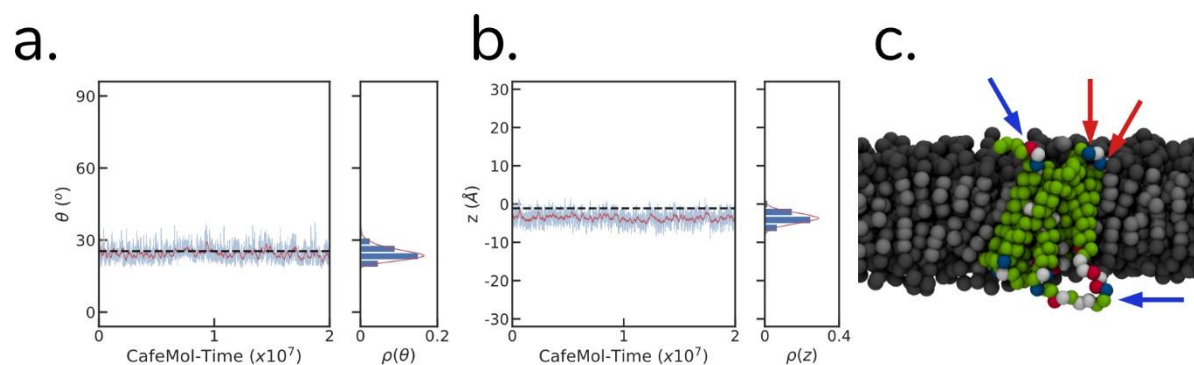 a.
θ (°)
90
60
30
0
0 1 2
CafeMol-Time (x10⁷)
0 0.2
ρ(θ)
b.
z (Å)
30
20
10
0
-10
-20
-30
0 1 2
CafeMol-Time (x10⁷)
0 0.4
ρ(z)
c.